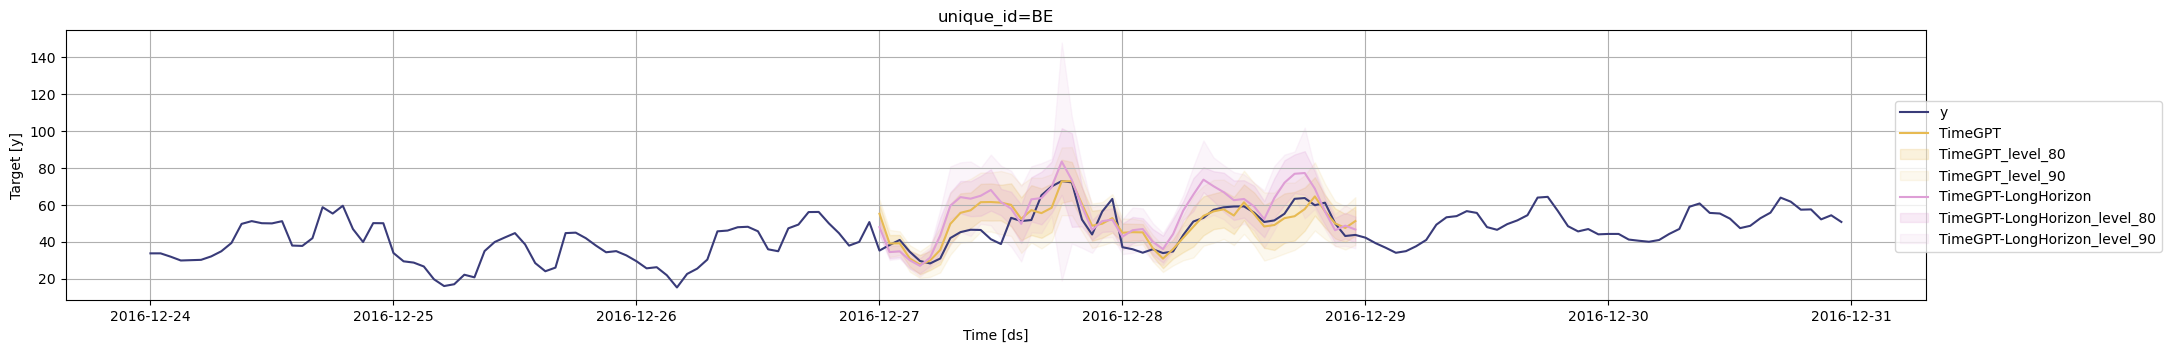 unique_id=BE
Target [y]
140
120
100
80
60
40
20
2016-12-24
2016-12-25
2016-12-26
2016-12-27
2016-12-28
2016-12-29
2016-12-30
2016-12-31
Time [ds]
y
TimeGPT
TimeGPT_level_80
TimeGPT_level_90
TimeGPT-LongHorizon
TimeGPT-LongHorizon_level_80
TimeGPT-LongHorizon_level_90